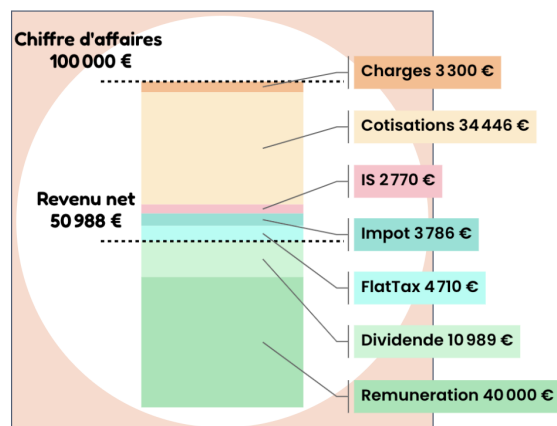 Chiffre d'affaires
100 000 €
Charges 3 300 €
Cotisations 34 446 €
IS 2 770 €
Revenu net
50 988 €
Impot 3 786 €
FlatTax 4 710 €
Dividende 10 989 €
Remuneration 40 000 €